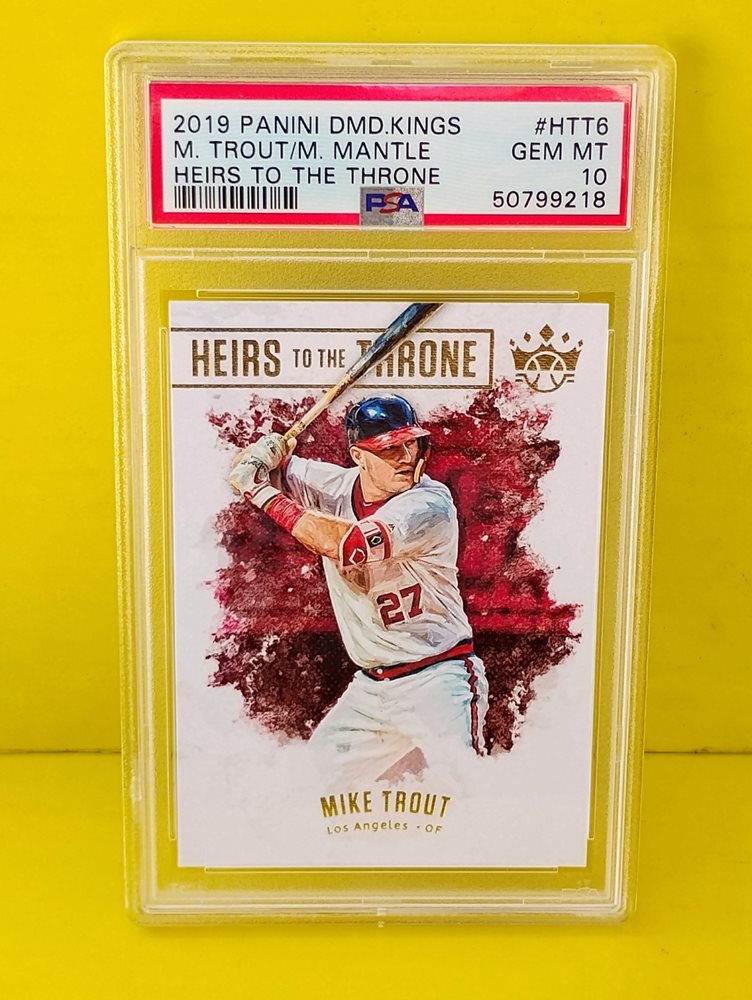 2019 PANINI DMD.KINGS #HTT6
M. TROUT/M. MANTLE GEM MT
HEIRS TO THE THRONE 10
PSA 50799218
HEIRS TO THE THRONE
27
MIKE TROUT
Los Angeles • OF